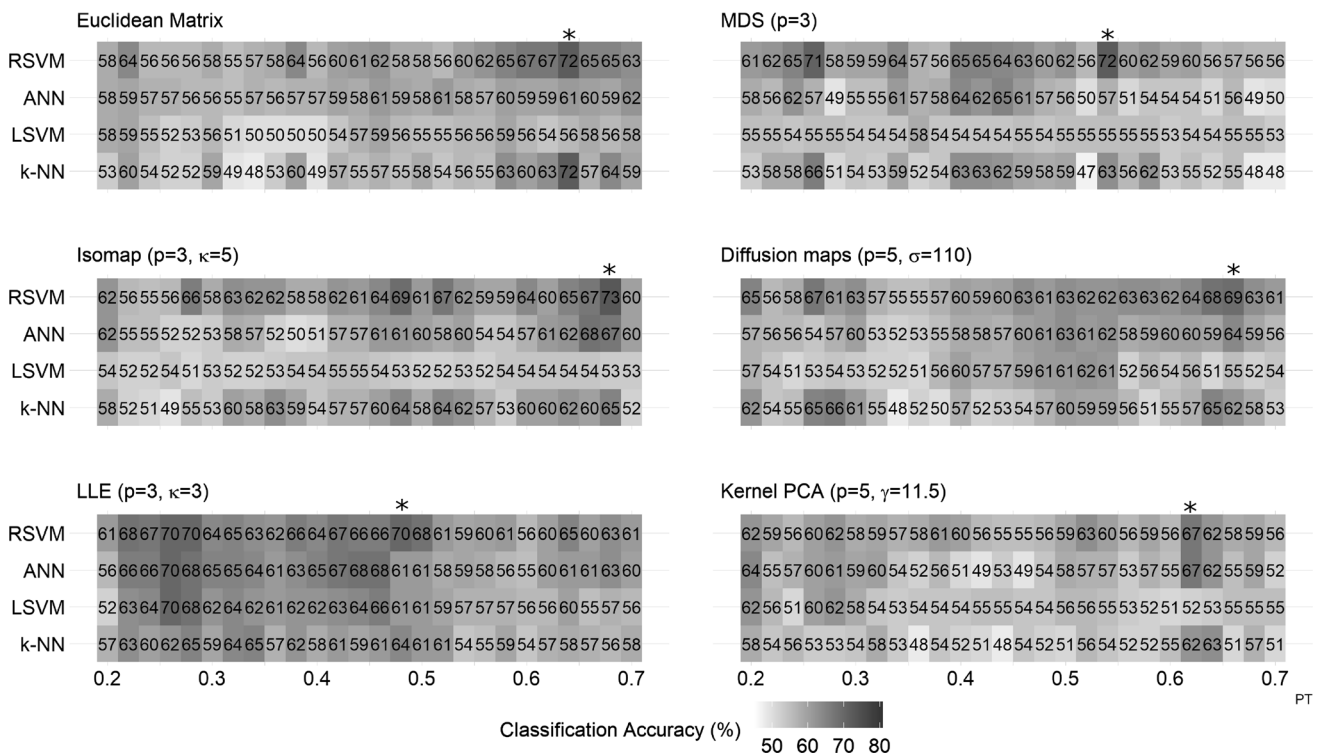 Euclidean Matrix
*
RSVM 58 64 56 56 56 58 55 57 58 64 56 60 61 62 58 58 56 60 62 65 67 67 72 65 65 63
ANN 58 59 57 57 56 56 55 57 56 57 57 59 58 61 59 58 61 58 57 60 59 59 61 60 59 62
LSVM 58 59 55 52 53 56 51 50 50 50 50 54 57 59 56 55 55 56 56 59 56 54 56 58 56 58
k-NN 53 60 54 52 52 59 49 48 53 60 49 57 55 57 55 58 54 56 55 63 60 63 72 57 64 59
MDS (p=3)
*
61 62 65 71 58 59 59 64 57 56 65 65 64 63 60 62 56 72 60 62 59 60 56 57 56 56
58 56 62 57 49 55 55 61 57 58 64 62 65 61 57 56 50 57 51 54 54 54 51 56 49 50
55 55 54 55 55 54 54 54 58 54 54 54 54 55 54 55 55 55 55 55 53 54 54 55 55 53
53 58 58 66 51 54 53 59 52 54 63 63 62 59 58 59 47 63 56 62 53 55 52 55 48 48
Isomap (p=3, κ=5)
*
RSVM 62 56 55 56 66 58 63 62 62 58 58 62 61 64 69 61 67 62 59 59 64 60 65 67 73 60
ANN 62 55 55 52 52 53 58 57 52 50 51 57 57 61 61 60 58 60 54 54 57 61 62 68 67 60
LSVM 54 52 52 54 51 53 52 52 53 54 54 55 55 54 53 52 52 53 52 54 54 54 54 54 53 53
k-NN 58 52 51 49 55 53 60 58 63 59 54 57 57 60 64 58 64 62 57 53 60 60 62 60 65 52
Diffusion maps (p=5, σ=110)
*
65 56 58 67 61 63 57 55 55 57 60 59 60 63 61 63 62 62 63 63 62 64 68 69 63 61
57 56 56 54 57 60 53 52 53 55 58 58 57 60 61 63 61 62 58 59 60 60 59 64 59 56
57 54 51 53 54 53 52 52 51 56 60 57 57 59 61 61 62 61 52 56 54 56 51 55 52 54
62 54 55 65 66 61 55 48 52 50 57 52 53 54 57 60 59 59 56 51 55 57 65 62 58 53
LLE (p=3, κ=3)
*
RSVM 61 68 67 70 70 64 65 63 62 66 64 67 66 66 70 68 61 59 60 61 56 60 65 60 63 61
ANN 56 66 66 70 68 65 65 64 61 63 65 67 68 68 61 61 58 59 58 56 55 60 61 61 63 60
LSVM 52 63 64 70 68 62 64 62 61 62 62 63 64 66 61 61 59 57 57 57 56 56 60 55 57 56
k-NN 57 63 60 62 65 59 64 65 57 62 58 61 59 61 64 61 61 54 55 59 54 57 58 57 56 58
0.2 0.3 0.4 0.5 0.6 0.7
Kernel PCA (p=5, γ=11.5)
*
62 59 56 60 62 58 59 57 58 61 60 56 55 55 56 59 63 60 56 59 56 67 62 58 59 56
64 55 57 60 61 59 60 54 52 56 51 49 53 49 54 58 57 57 53 57 55 67 62 55 59 52
62 56 51 60 62 58 54 53 54 54 54 55 55 54 54 56 56 55 53 52 51 52 53 55 55 55
58 54 56 53 53 54 58 53 48 54 52 51 48 54 52 51 56 54 52 52 55 62 63 51 57 51
0.2 0.3 0.4 0.5 0.6 0.7
PT
Classification Accuracy (%)
50 60 70 80